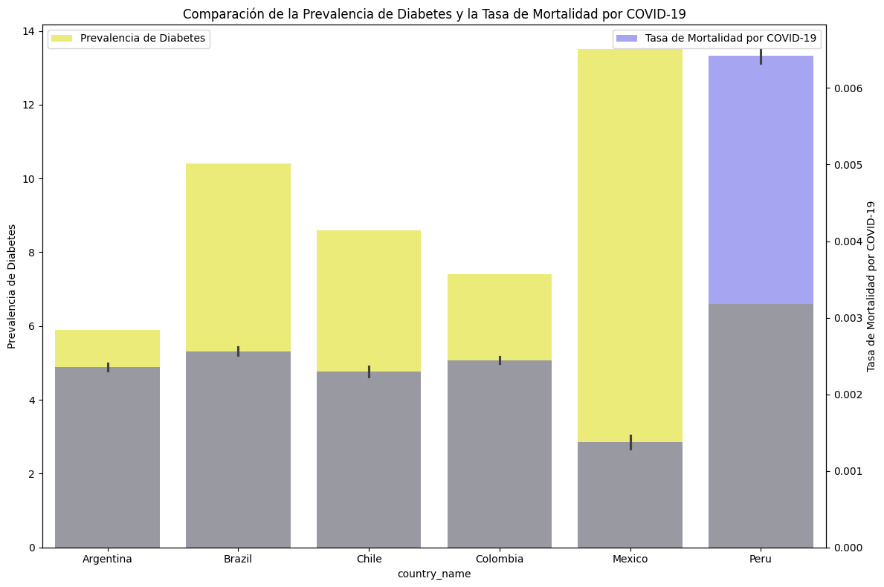 Comparación de la Prevalencia de Diabetes y la Tasa de Mortalidad por COVID-19
Prevalencia de Diabetes
Tasa de Mortalidad por COVID-19
14
12
10
8
6
4
2
0
Prevalencia de Diabetes
0.006
0.005
0.004
0.003
0.002
0.001
0.000
Tasa de Mortalidad por COVID-19
Argentina
Brazil
Chile
Colombia
Mexico
Peru
country_name